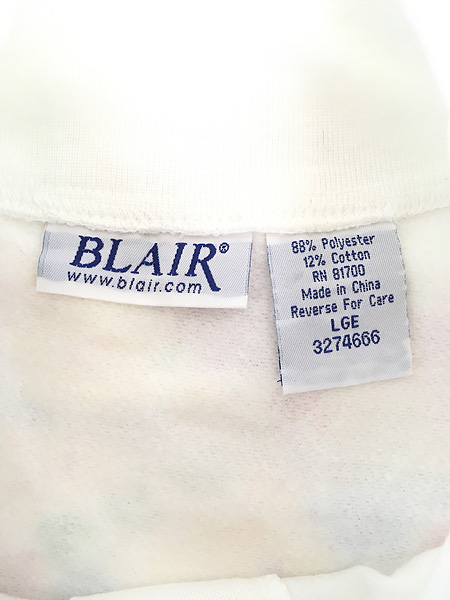 BLAIR®
www.blair.com
88% Polyester
12% Cotton
RN 81700
Made in China
Reverse For Care
LGE
3274666